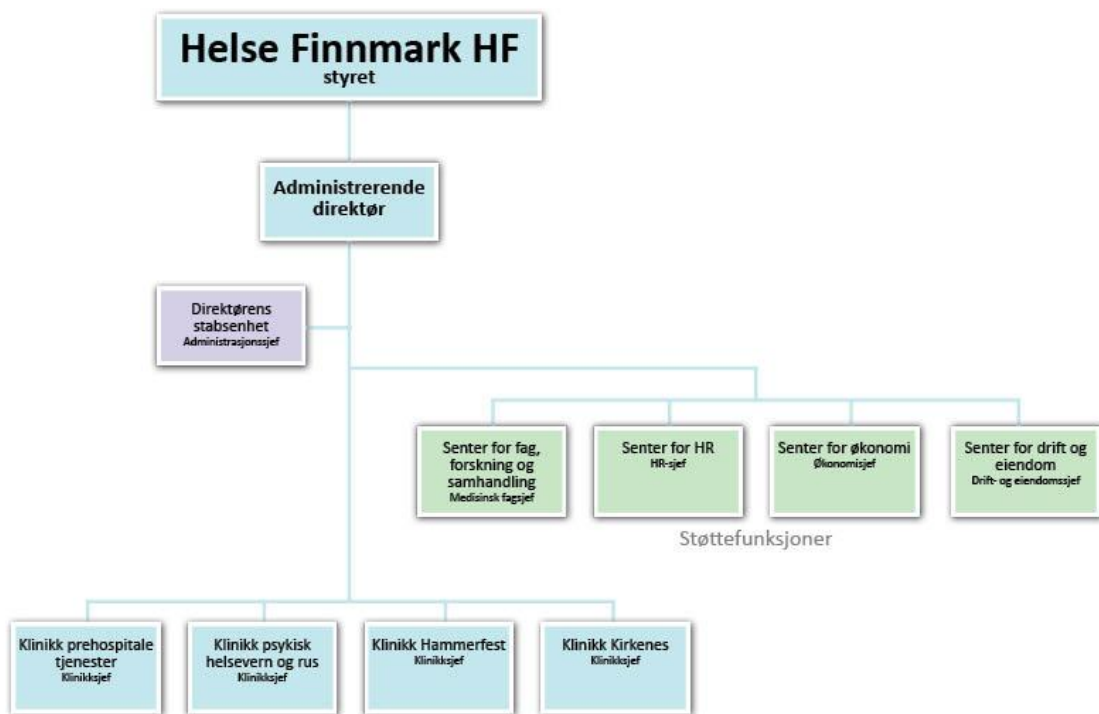 Helse Finnmark HF
styret
Administrerende
direktør
Direktørens
stabsenhet
Administrasjonssjef
Senter for fag,
forskning og
samhandling
Medisinsk fagsjef
Senter for HR
HR-sjef
Senter for økonomi
Økonomisjef
Senter for drift og
eiendom
Drift- og eiendomssjef
Støttefunksjoner
Klinikk prehospitale
tjenester
Klinikksjef
Klinikk psykisk
helsevern og rus
Klinikksjef
Klinikk Hammerfest
Klinikksjef
Klinikk Kirkenes
Klinikksjef